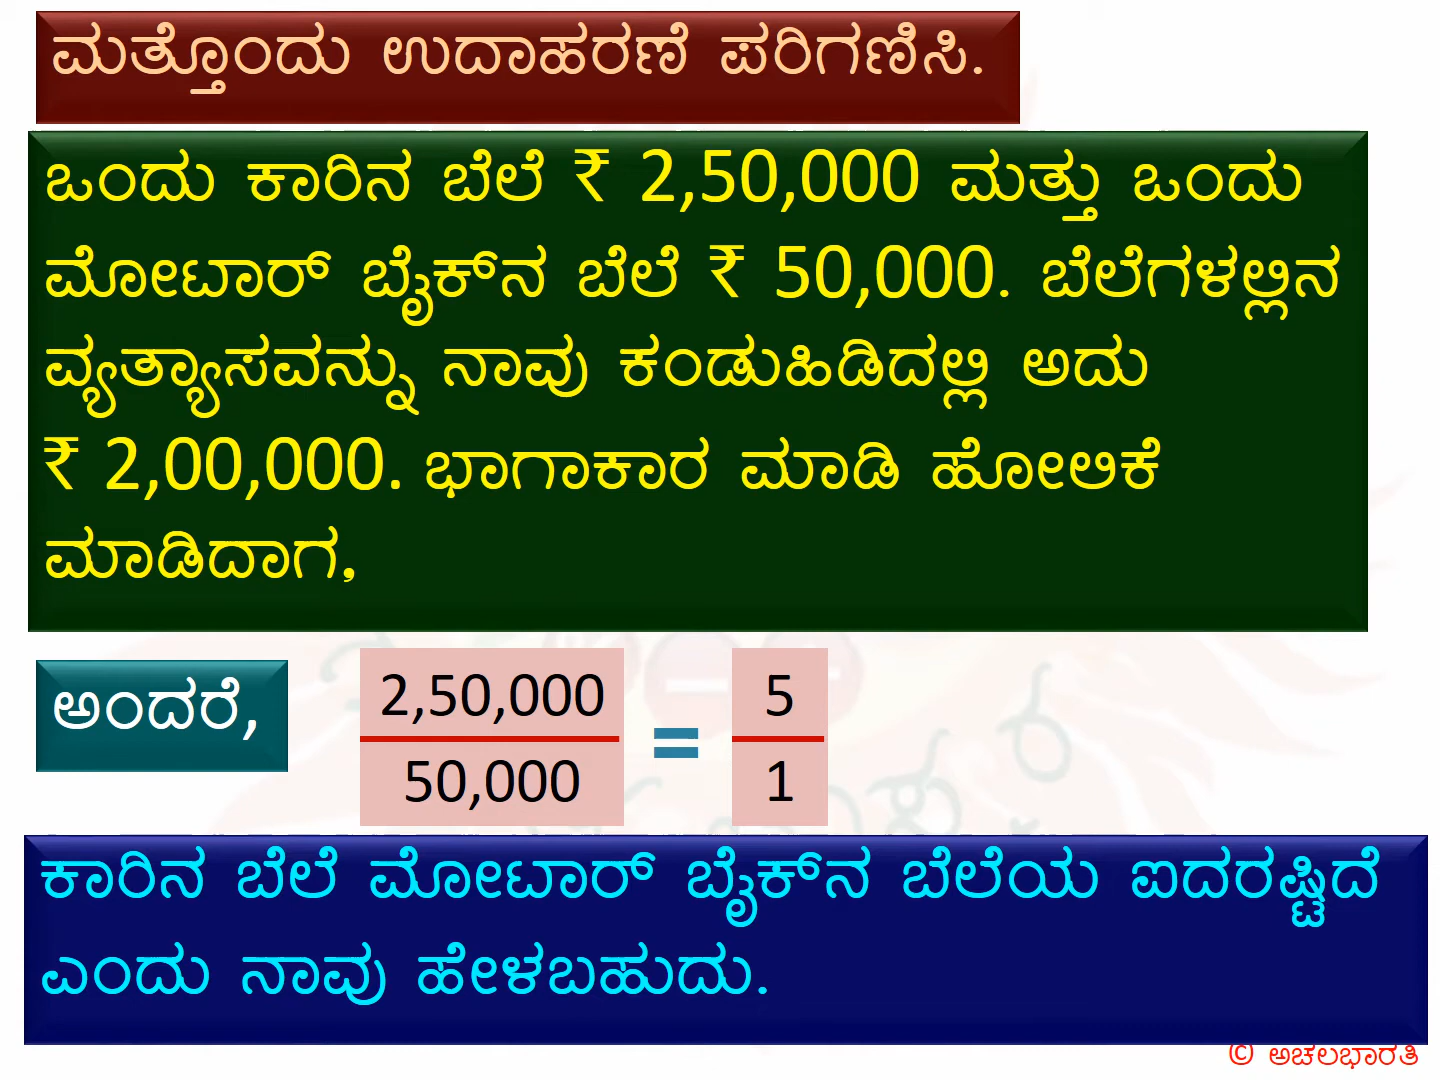 ಮತ್ತೊಂದು ಉದಾಹರಣೆ ಪರಿಗಣಿಸಿ.
ಒಂದು ಕಾರಿನ ಬೆಲೆ ₹ 2,50,000 ಮತ್ತು ಒಂದು
ಮೋಟಾರ್ ಬೈಕ್‌ನ ಬೆಲೆ ₹ 50,000. ಬೆಲೆಗಳಲ್ಲಿನ
ವ್ಯತ್ಯಾಸವನ್ನು ನಾವು ಕಂಡುಹಿಡಿದಲ್ಲಿ ಅದು
₹ 2,00,000. ಭಾಗಾಕಾರ ಮಾಡಿ ಹೋಲಿಕೆ
ಮಾಡಿದಾಗ,
ಅಂದರೆ,
2,50,000
50,000
=
5
1
ಕಾರಿನ ಬೆಲೆ ಮೋಟಾರ್ ಬೈಕ್‌ನ ಬೆಲೆಯ ಐದರಷ್ಟಿದೆ
ಎಂದು ನಾವು ಹೇಳಬಹುದು.
© ಅಚಲಭಾರತಿ